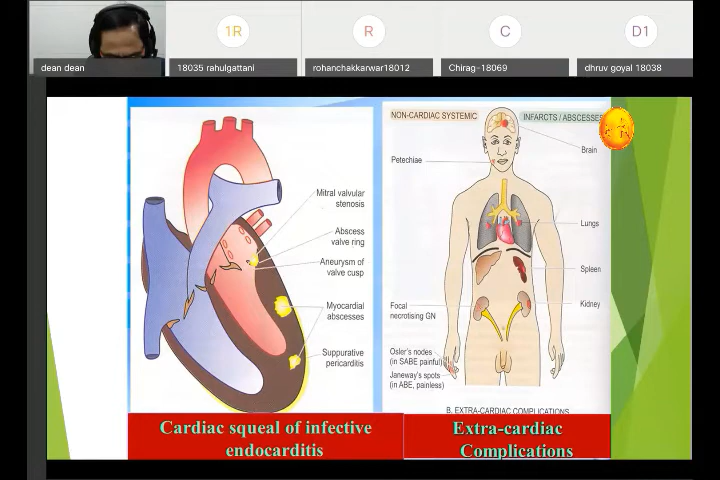 1R
R
C
D1
dean dean
18035 rahulgattani
rohanchakkarwar18012
Chirag-18069
dhruv goyal 18038
Mitral valvular
stenosis
Abscess
valve ring
Aneurysm of
valve cusp
Myocardial
abscesses
Suppurative
pericarditis
NON-CARDIAC SYSTEMIC
INFARCTS / ABSCESSES
Brain
Petechiae
Lungs
Spleen
Kidney
Focal
necrotising GN
Osler's nodes
(in SABE painful)
Janeway's spots
(in ABE, painless)
B. EXTRA-CARDIAC COMPLICATIONS
Cardiac squeal of infective
endocarditis
Extra-cardiac
Complications